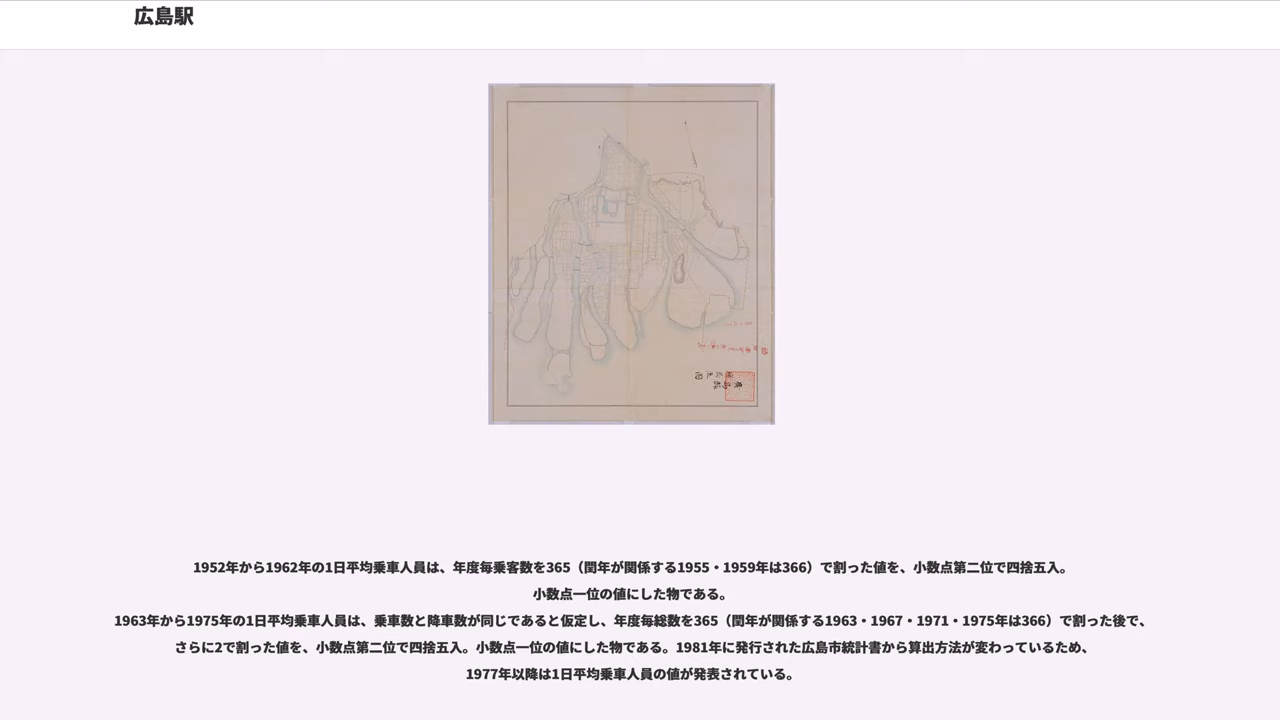 広島駅
1952年から1962年の1日平均乗車人員は、年度毎乗客数を365（閏年が関係する1955・1959年は366）で割った値を、小数点第二位で四捨五入。
小数点一位の値にした物である。
1963年から1975年の1日平均乗車人員は、乗車数と降車数が同じであると仮定し、年度毎総数を365（閏年が関係する1963・1967・1971・1975年は366）で割った後で、
さらに2で割った値を、小数点第二位で四捨五入。小数点一位の値にした物である。1981年に発行された広島市統計書から算出方法が変わっているため、
1977年以降は1日平均乗車人員の値が発表されている。